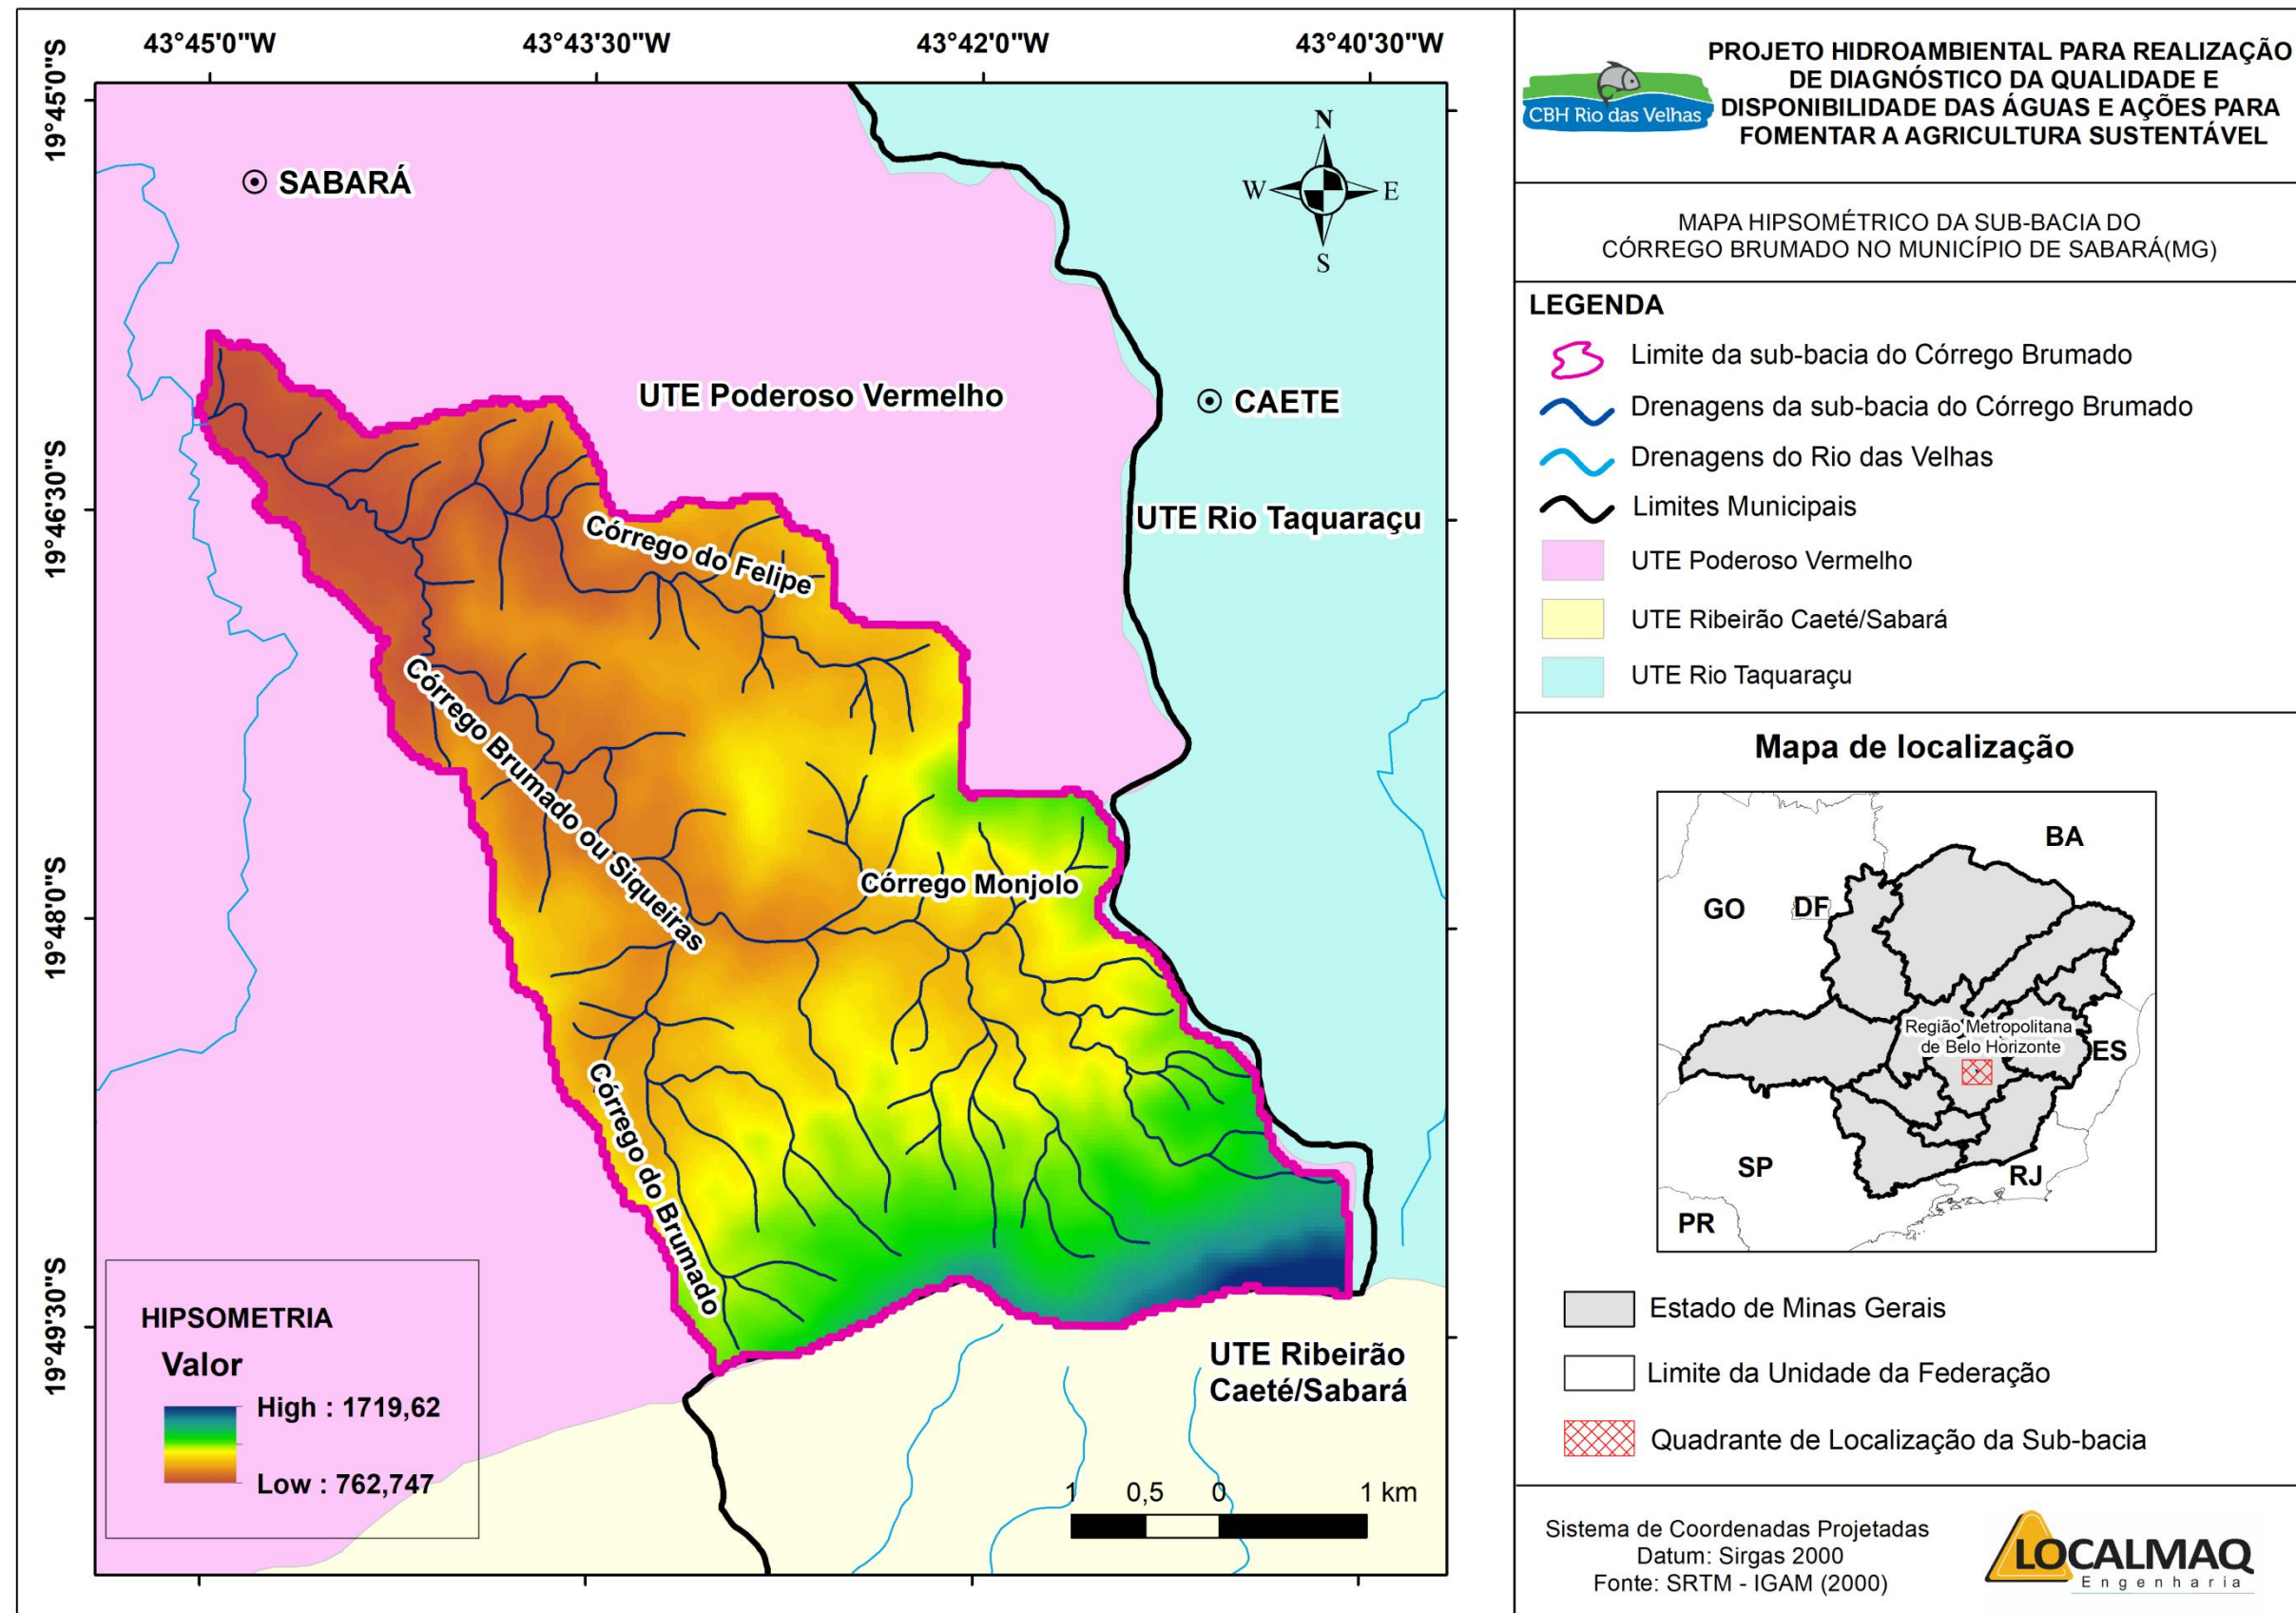 43°45'0"W
43°43'30"W
43°42'0"W
43°40'30"W
19°45'0"S
19°46'30"S
19°48'0"S
19°49'30"S
SABARÁ
N
W
E
S
UTE Poderoso Vermelho
CAETE
UTE Rio Taquaraçu
Córrego do Felipe
Córrego Brumado ou Siqueiras
Córrego Monjolo
Córrego do Brumado
UTE Ribeirão
Caeté/Sabará
HIPSOMETRIA
Valor
High : 1719,62
Low : 762,747
1 0,5 0 1 km
CBH Rio das Velhas
PROJETO HIDROAMBIENTAL PARA REALIZAÇÃO
DE DIAGNÓSTICO DA QUALIDADE E
DISPONIBILIDADE DAS ÁGUAS E AÇÕES PARA
FOMENTAR A AGRICULTURA SUSTENTÁVEL
MAPA HIPSOMÉTRICO DA SUB-BACIA DO
CÓRREGO BRUMADO NO MUNICÍPIO DE SABARÁ(MG)
LEGENDA
Limite da sub-bacia do Córrego Brumado
Drenagens da sub-bacia do Córrego Brumado
Drenagens do Rio das Velhas
Limites Municipais
UTE Poderoso Vermelho
UTE Ribeirão Caeté/Sabará
UTE Rio Taquaraçu
Mapa de localização
BA
GO
DF
Região Metropolitana
de Belo Horizonte
ES
SP
RJ
PR
Estado de Minas Gerais
Limite da Unidade da Federação
Quadrante de Localização da Sub-bacia
Sistema de Coordenadas Projetadas
Datum: Sirgas 2000
Fonte: SRTM - IGAM (2000)
LOCALMAQ
Engenharia